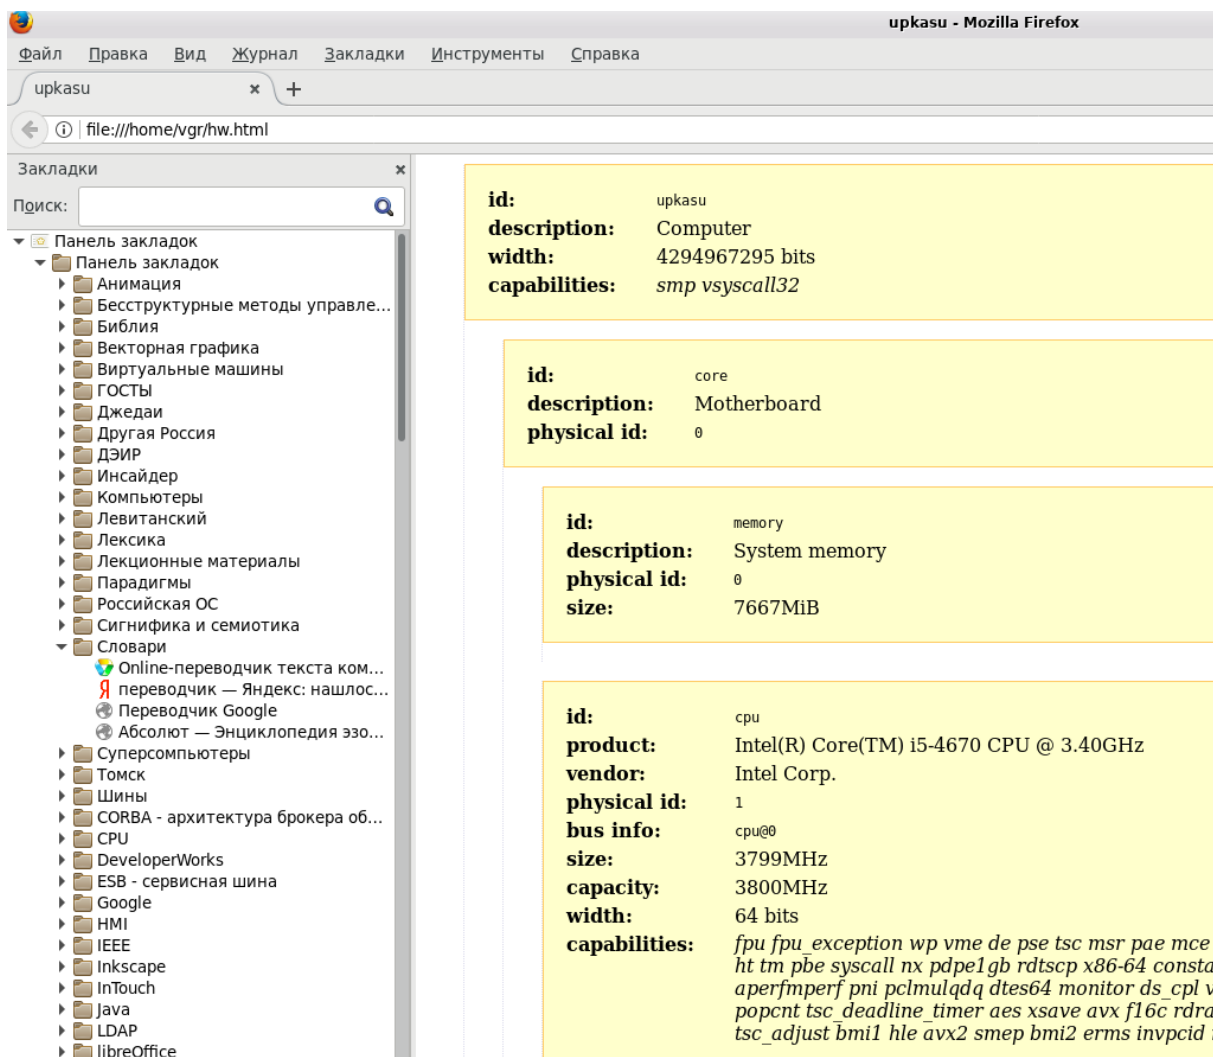 upkasu - Mozilla Firefox
Файл Правка Вид Журнал Закладки Инструменты Справка
upkasu
file:///home/vgr/hw.html
Закладки
Поиск:
Панель закладок
Панель закладок
Анимация
Бесструктурные методы управле...
Библия
Векторная графика
Виртуальные машины
ГОСТЫ
Джедаи
Другая Россия
ДЭИР
Инсайдер
Компьютеры
Левитанский
Лексика
Лекционные материалы
Парадигмы
Российская ОС
Сигнифика и семиотика
Словари
Online-переводчик текста ком...
переводчик — Яндекс: нашлос...
Переводчик Google
Абсолют — Энциклопедия эзо...
Суперсомпьютеры
Томск
Шины
CORBA - архитектура брокера об...
CPU
DeveloperWorks
ESB - сервисная шина
Google
HMI
IEEE
Inkscape
InTouch
Java
LDAP
libreOffice
id: upkasu
description: Computer
width: 4294967295 bits
capabilities: smp vsyscall32
id: core
description: Motherboard
physical id: 0
id: memory
description: System memory
physical id: 0
size: 7667MiB
id: cpu
product: Intel(R) Core(TM) i5-4670 CPU @ 3.40GHz
vendor: Intel Corp.
physical id: 1
bus info: cpu@0
size: 3799MHz
capacity: 3800MHz
width: 64 bits
capabilities: fpu fpu_exception wp vme de pse tsc msr pae mce
ht tm pbe syscall nx pdpe1gb rdtscp x86-64 consta
aperfmperf pni pclmulqdq dtes64 monitor ds_cpl v
popcnt tsc_deadline_timer aes xsave avx f16c rdra
tsc_adjust bmi1 hle avx2 smep bmi2 erms invpcid